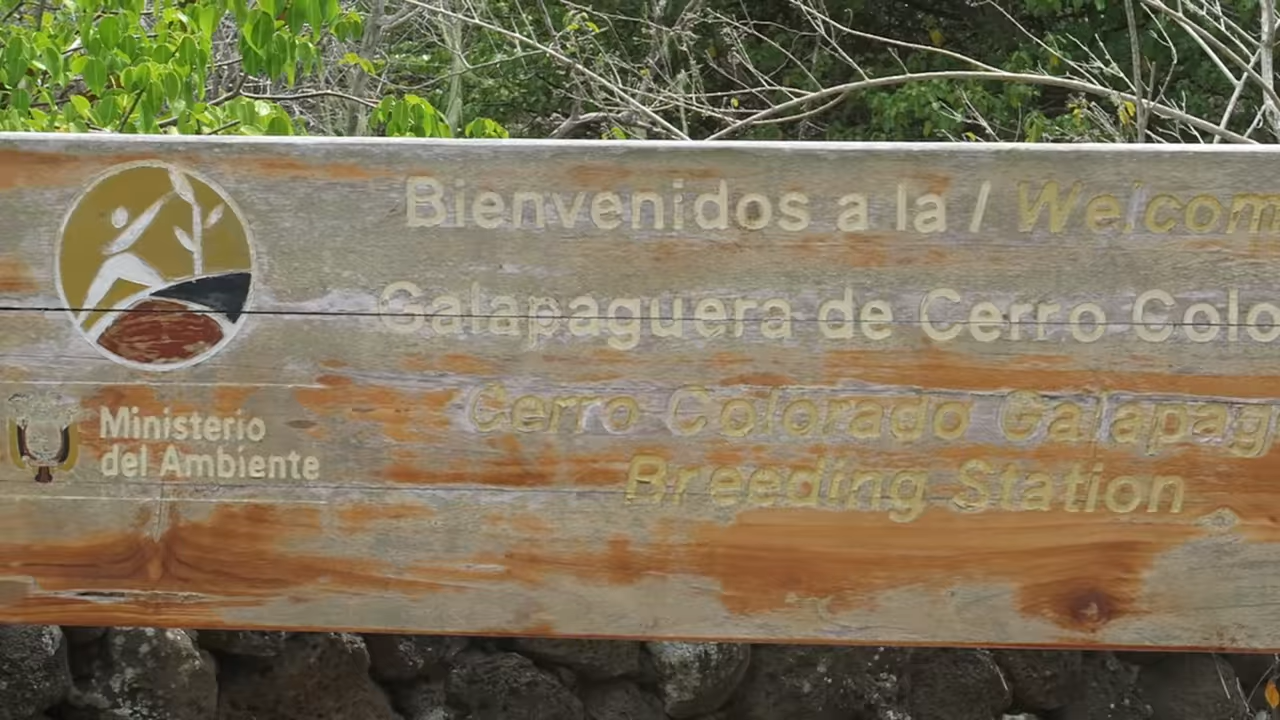 Bienvenidos a la / Welcom
Galapaguera de Cerro Colo
Cerro Colorado Galapag
Breeding Station
Ministerio
del Ambiente